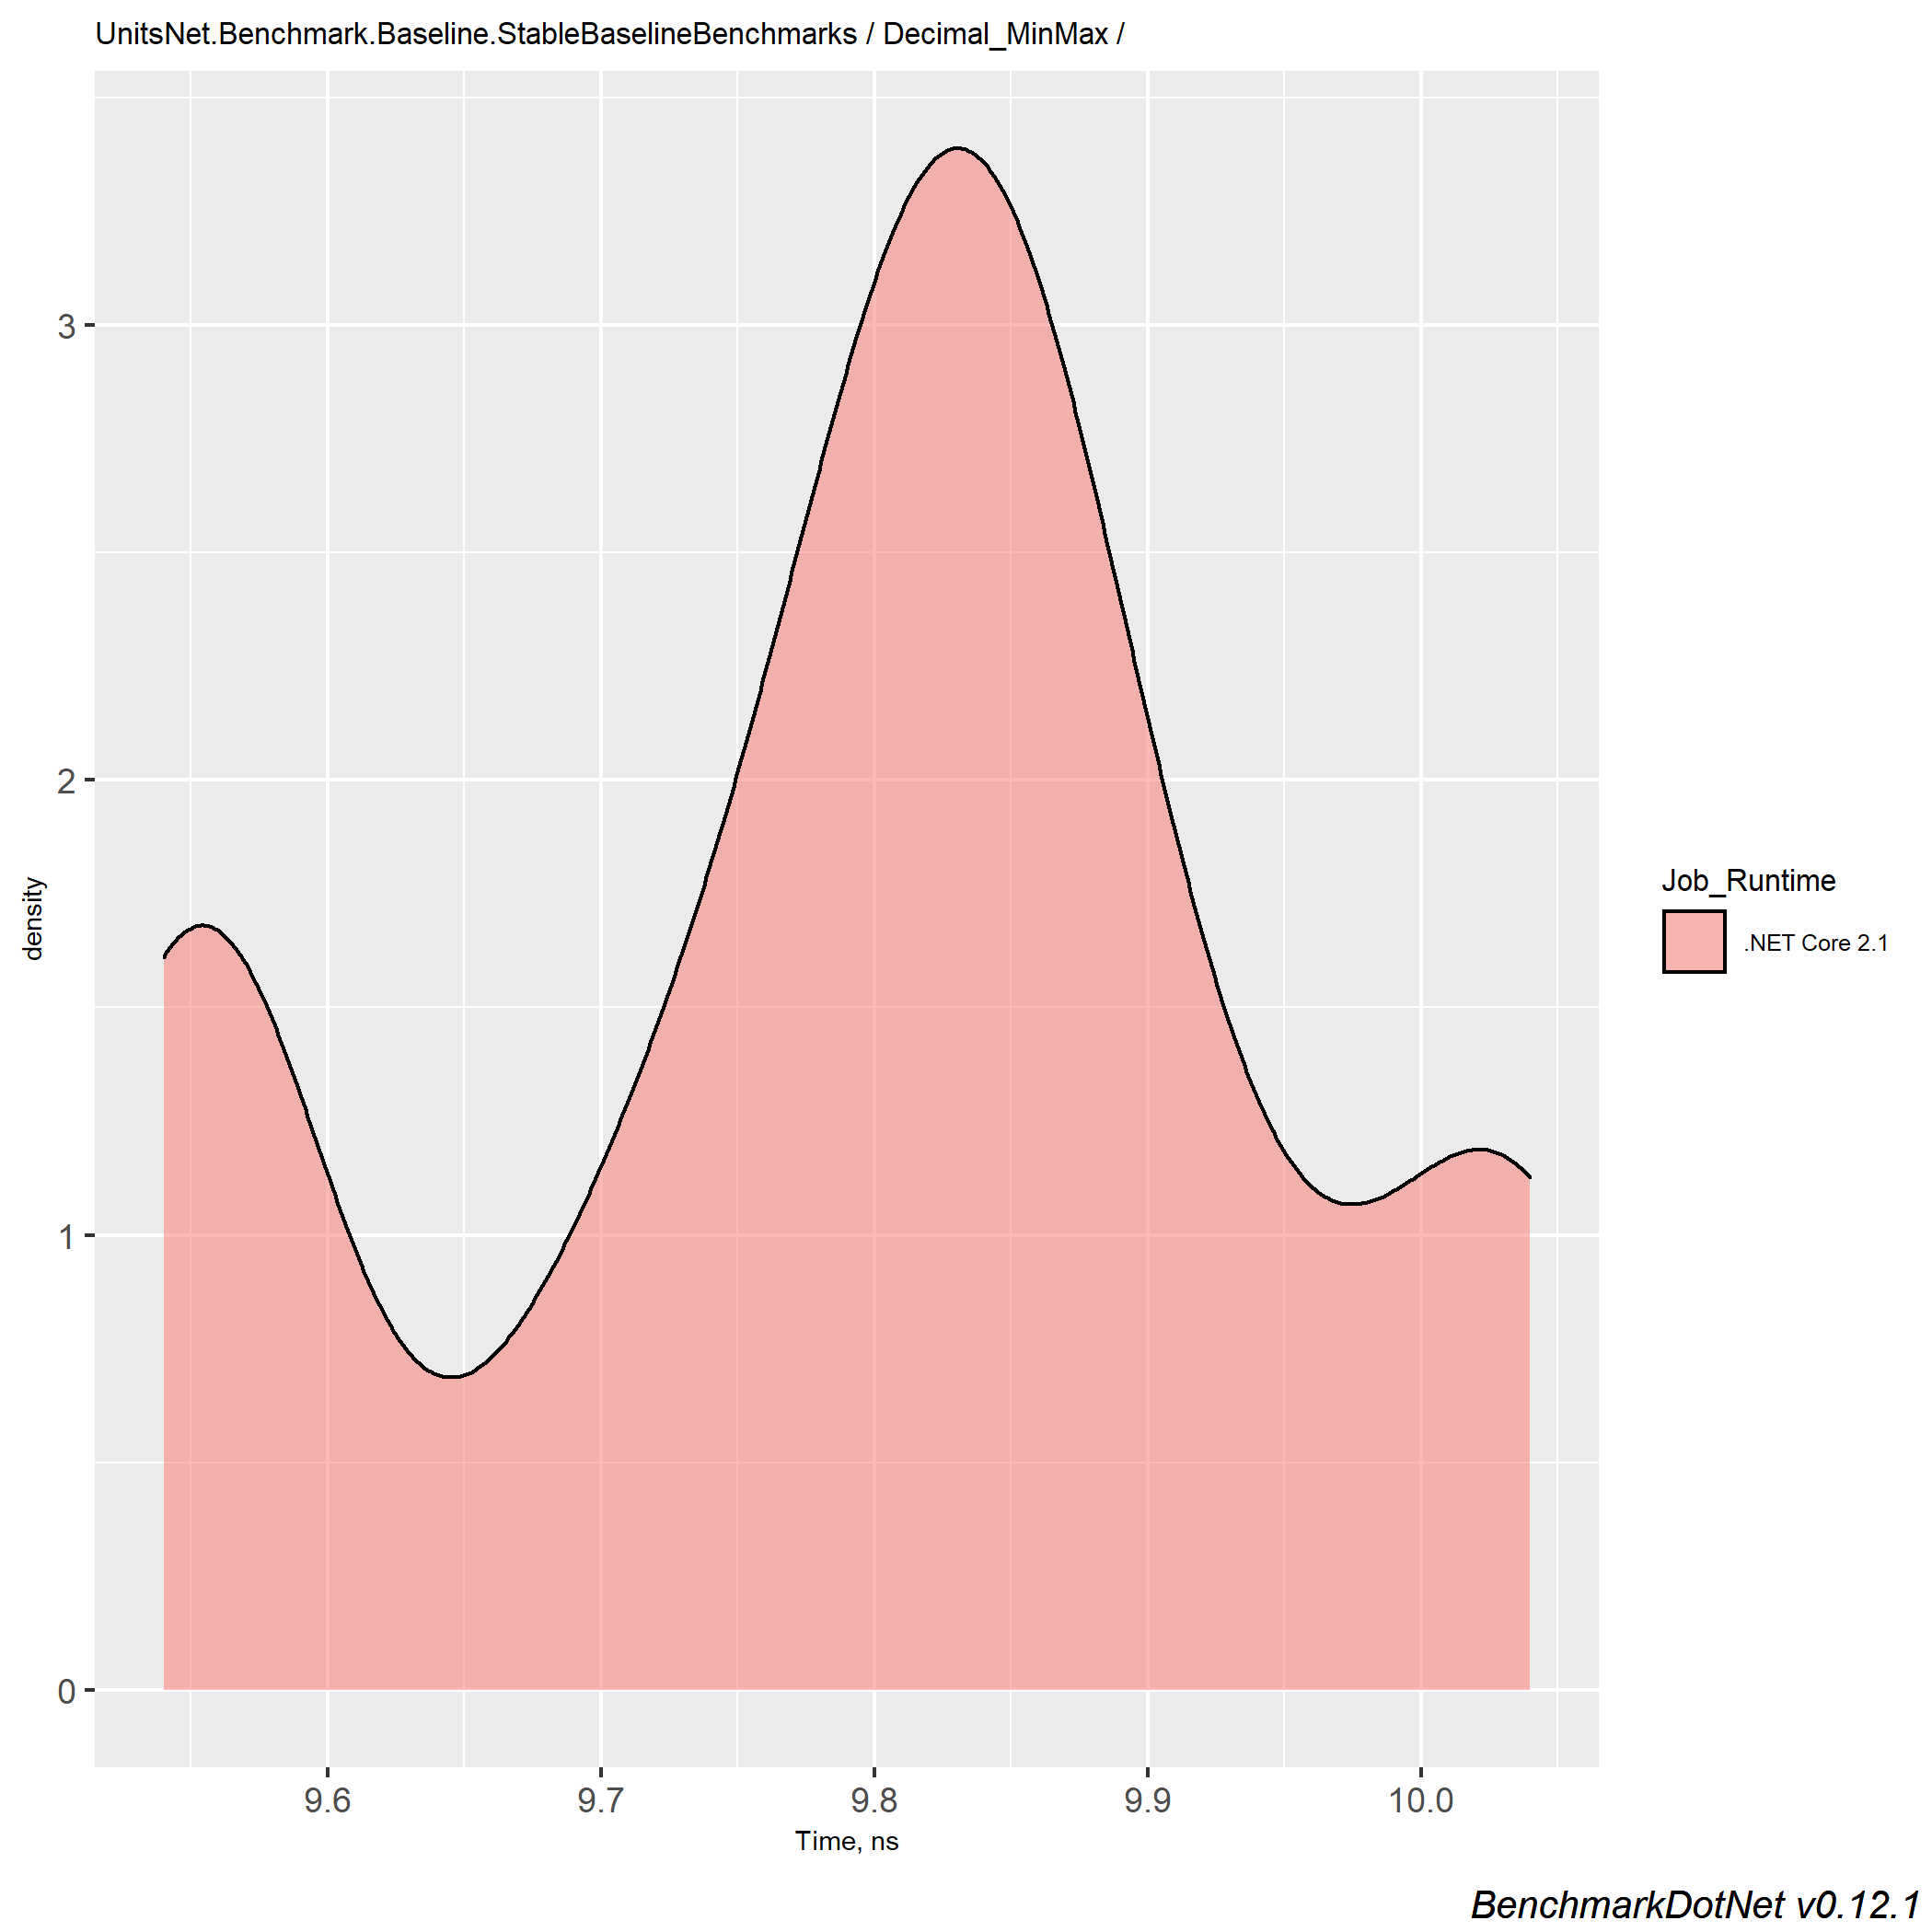 UnitsNet.Benchmark.Baseline.StableBaselineBenchmarks / Decimal_MinMax /
3
2
1
0
density
9.6 9.7 9.8 9.9 10.0
Time, ns
Job_Runtime
.NET Core 2.1
BenchmarkDotNet v0.12.1